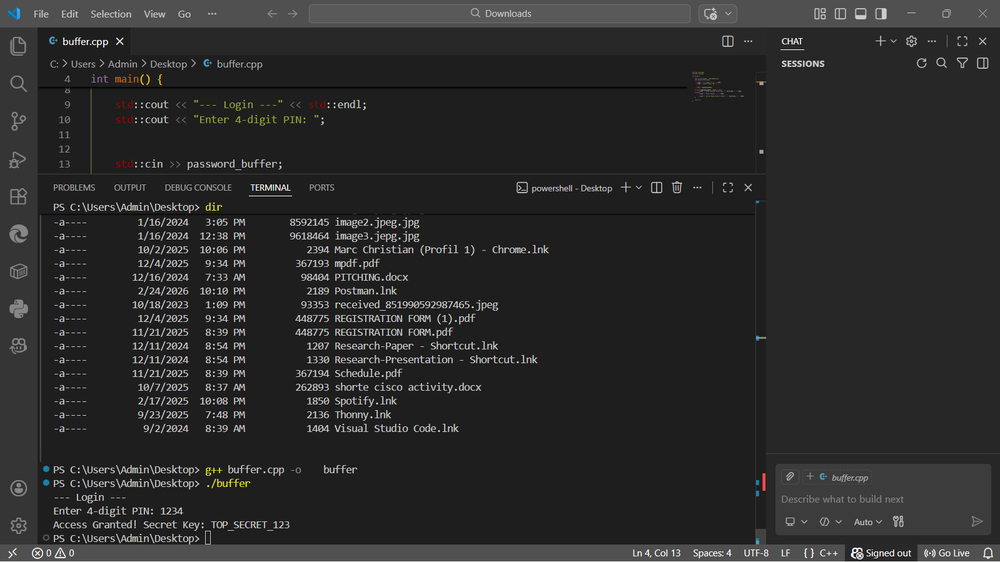 File Edit Selection View Go ··· Downloads
buffer.cpp
C: > Users > Admin > Desktop > buffer.cpp
4 int main() {
8
9 std::cout << "--- Login ---" << std::endl;
10 std::cout << "Enter 4-digit PIN: ";
11
12
13 std::cin >> password_buffer;
PROBLEMS OUTPUT DEBUG CONSOLE TERMINAL PORTS powershell - Desktop
PS C:\Users\Admin\Desktop> dir
-a---- 1/16/2024 3:05 PM 8592145 image2.jpeg.jpg
-a---- 1/16/2024 12:38 PM 9618464 image3.jepg.jpg
-a---- 10/2/2025 10:06 PM 2394 Marc Christian (Profil 1) - Chrome.lnk
-a---- 12/4/2025 9:34 PM 367193 mpdf.pdf
-a---- 12/16/2024 7:33 AM 98404 PITCHING.docx
-a---- 2/24/2026 10:10 PM 2189 Postman.lnk
-a---- 10/18/2023 1:09 PM 93353 received_851990592987465.jpeg
-a---- 12/4/2025 9:34 PM 448775 REGISTRATION FORM (1).pdf
-a---- 11/21/2025 8:39 PM 448775 REGISTRATION FORM.pdf
-a---- 12/11/2024 8:54 PM 1207 Research-Paper - Shortcut.lnk
-a---- 12/11/2024 8:54 PM 1330 Research-Presentation - Shortcut.lnk
-a---- 11/21/2025 8:39 PM 367194 Schedule.pdf
-a---- 10/7/2025 8:37 AM 262893 shorte cisco activity.docx
-a---- 2/17/2025 10:08 PM 1850 Spotify.lnk
-a---- 9/23/2025 7:48 PM 2136 Thonny.lnk
-a---- 9/2/2024 8:39 AM 1404 Visual Studio Code.lnk
PS C:\Users\Admin\Desktop> g++ buffer.cpp -o buffer
PS C:\Users\Admin\Desktop> ./buffer
--- Login ---
Enter 4-digit PIN: 1234
Access Granted! Secret Key: TOP_SECRET_123
PS C:\Users\Admin\Desktop>
CHAT
SESSIONS
buffer.cpp
Describe what to build next
Auto
0 0 Ln 4, Col 13 Spaces: 4 UTF-8 LF { } C++ Signed out Go Live